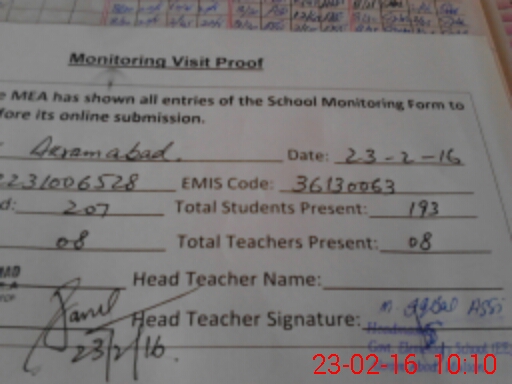 Monitoring Visit Proof
e MEA has shown all entries of the School Monitoring Form to
fore its online submission.
Akramabad. Date: 23-2-16
2231006528 EMIS Code: 36130063
d: 207 Total Students Present: 193
08 Total Teachers Present: 08
Head Teacher Name:
Jamil Head Teacher Signature: M. Iqbal
23/2/16.
23-02-16 10:10